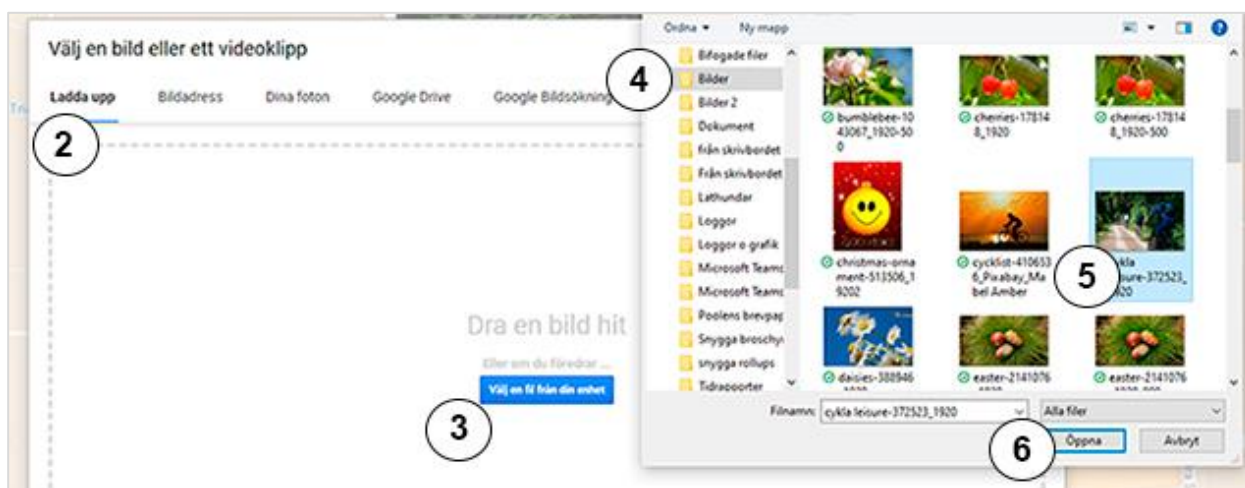 Välj en bild eller ett videoklipp
Ladda upp
Bildadress
Dina foton
Google Drive
Google Bildsökning
2
Dra en bild hit
Eller om du föredrar ...
Välj en fil från din enhet
3
Ordna
Ny mapp
4
Bifogade filer
Bilder
Bilder 2
Dokument
från skrivbordet
Från skrivbordet
Lathundar
Loggor
Loggor o grafik
Microsoft Teams
Microsoft Teams
Poolens brevpap
Snygga broschyr
snygga rollups
Tidrapporter
bumblebee-10
43067_1920-50
0
cherries-17814
8_1920
cherries-17814
8_1920-500
christmas-orna
ment-513506_1
9202
cycklist-410653
6_Pixabay_Ma
bel Amber
5
leisure-372523_
1920
daisies-388946
easter-2141076
easter-2141076
Filnamn:
cykla leisure-372523_1920
Alla filer
6
Öppna
Avbryt